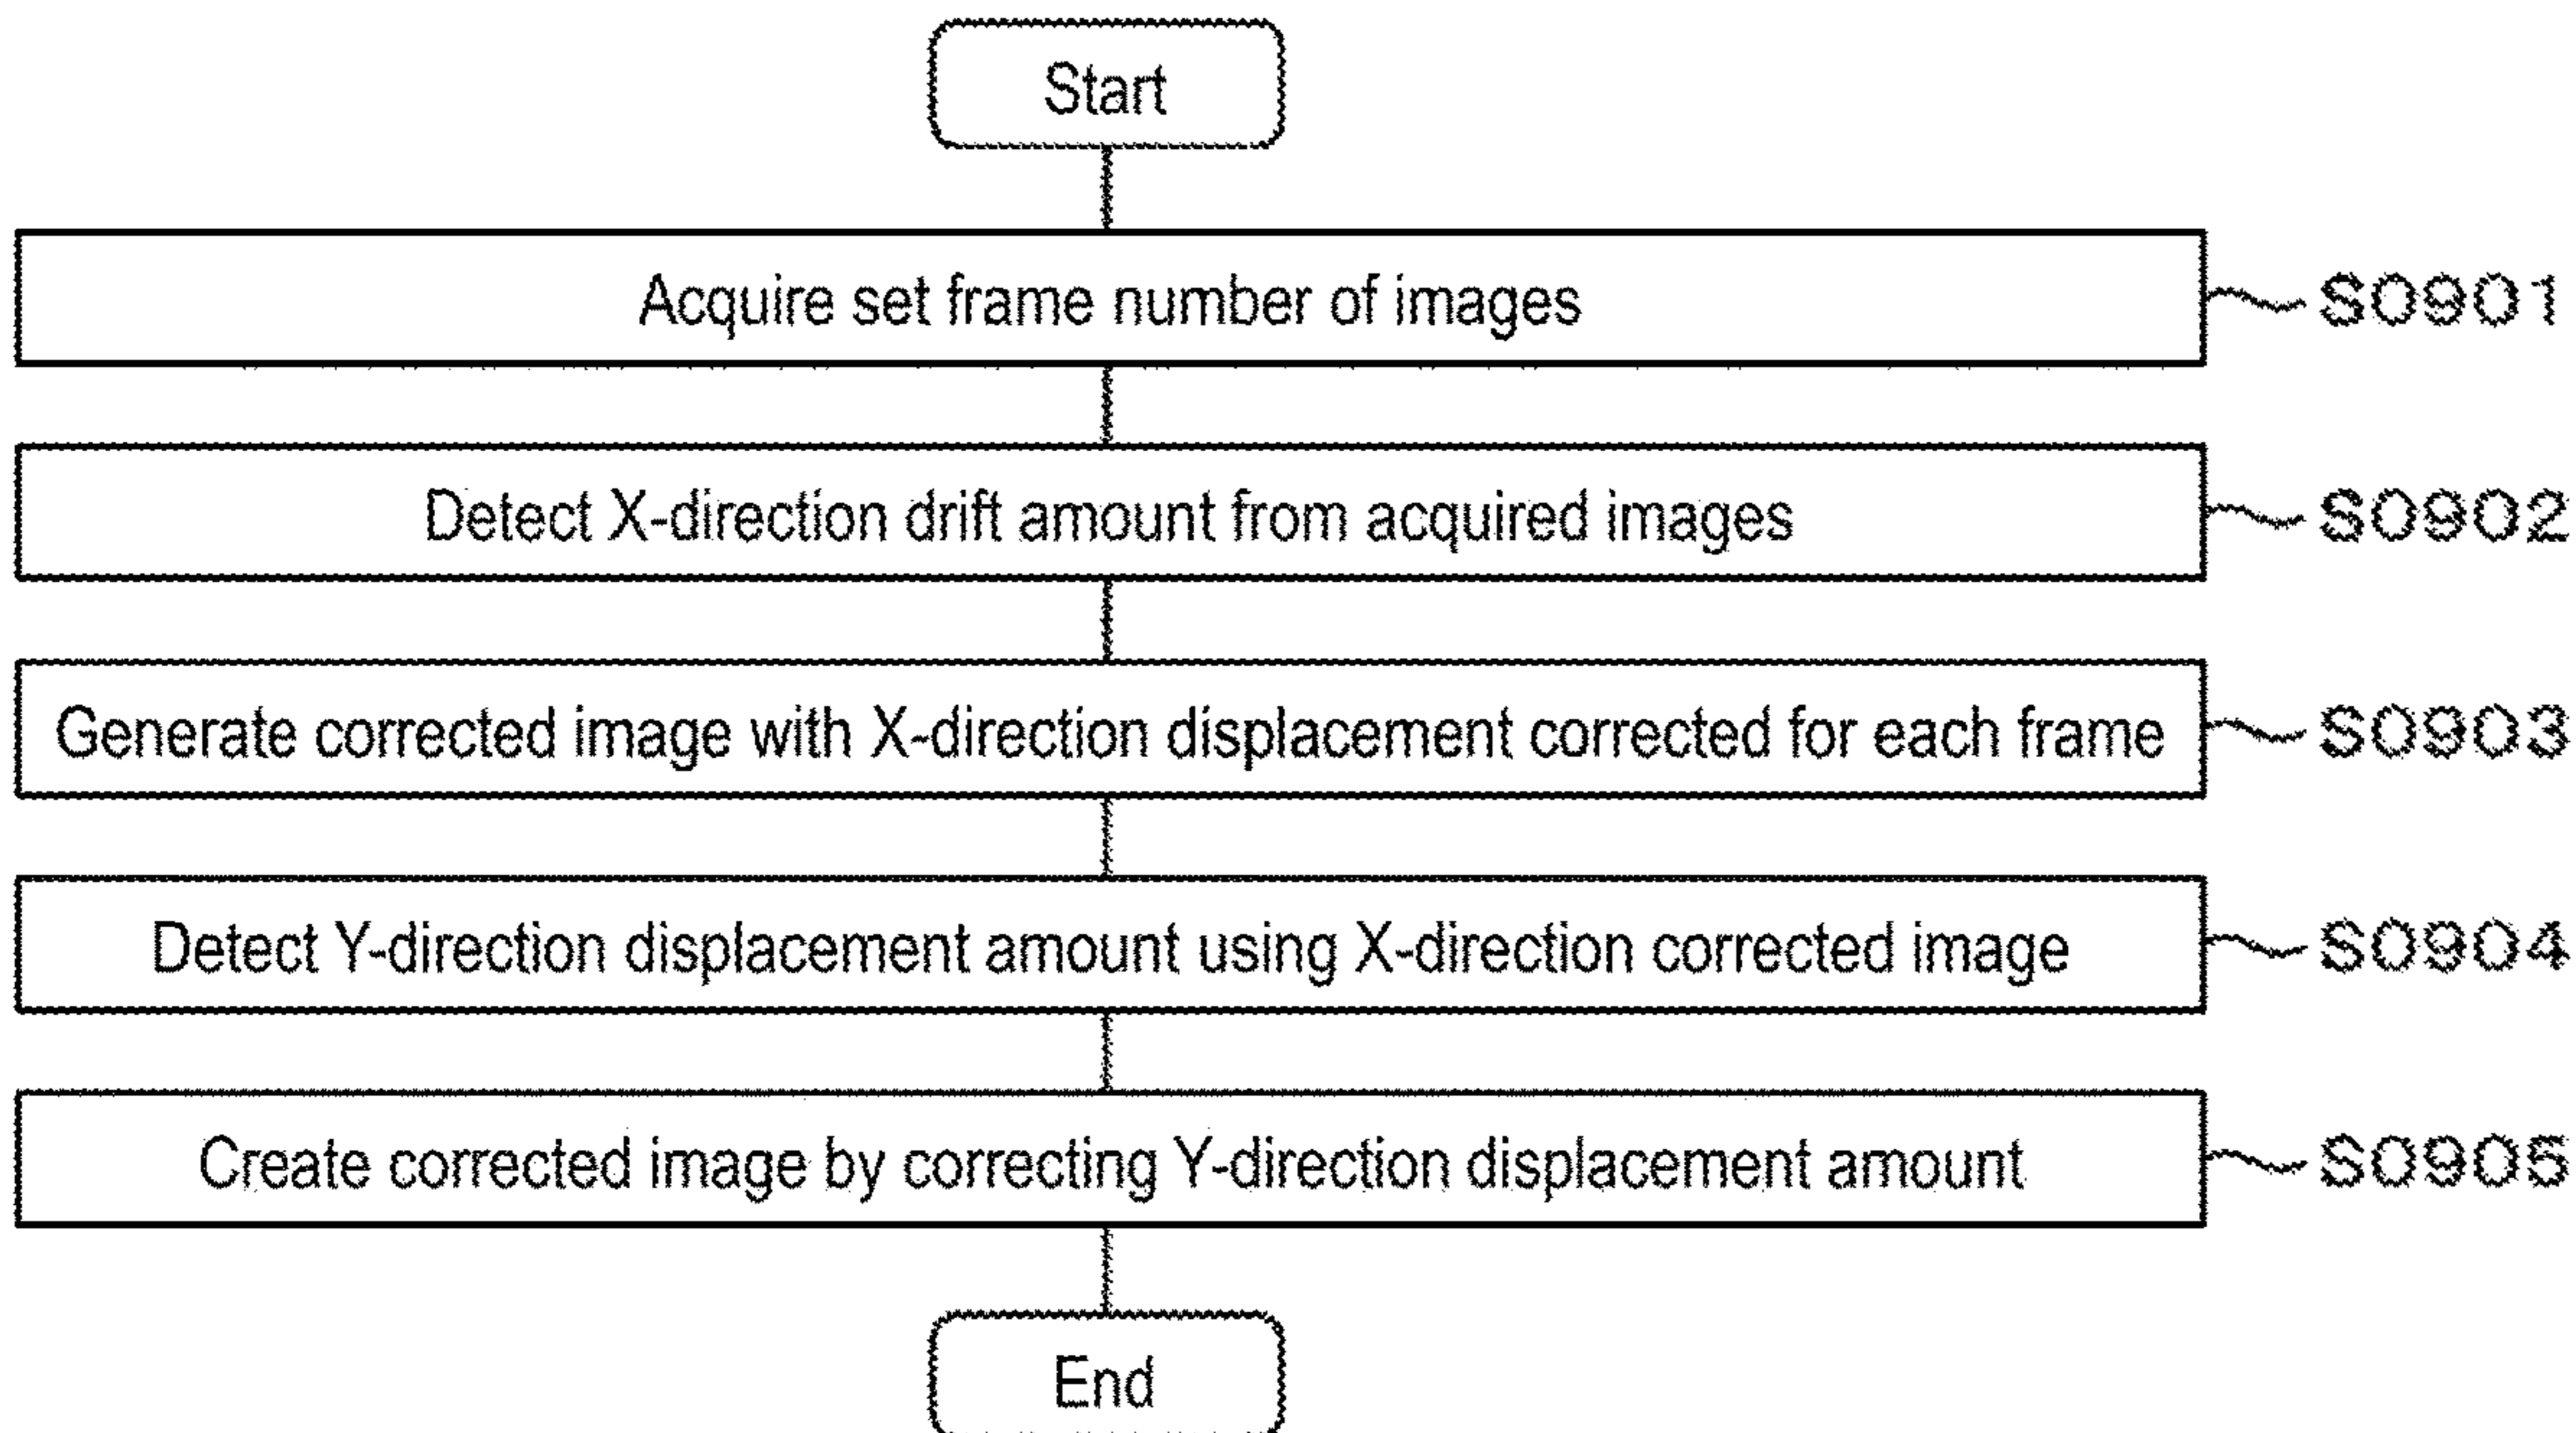 Start
Acquire set frame number of images
S0901
Detect X-direction drift amount from acquired images
S0902
Generate corrected image with X-direction displacement corrected for each frame
S0903
Detect Y-direction displacement amount using X-direction corrected image
S0904
Create corrected image by correcting Y-direction displacement amount
S0905
End